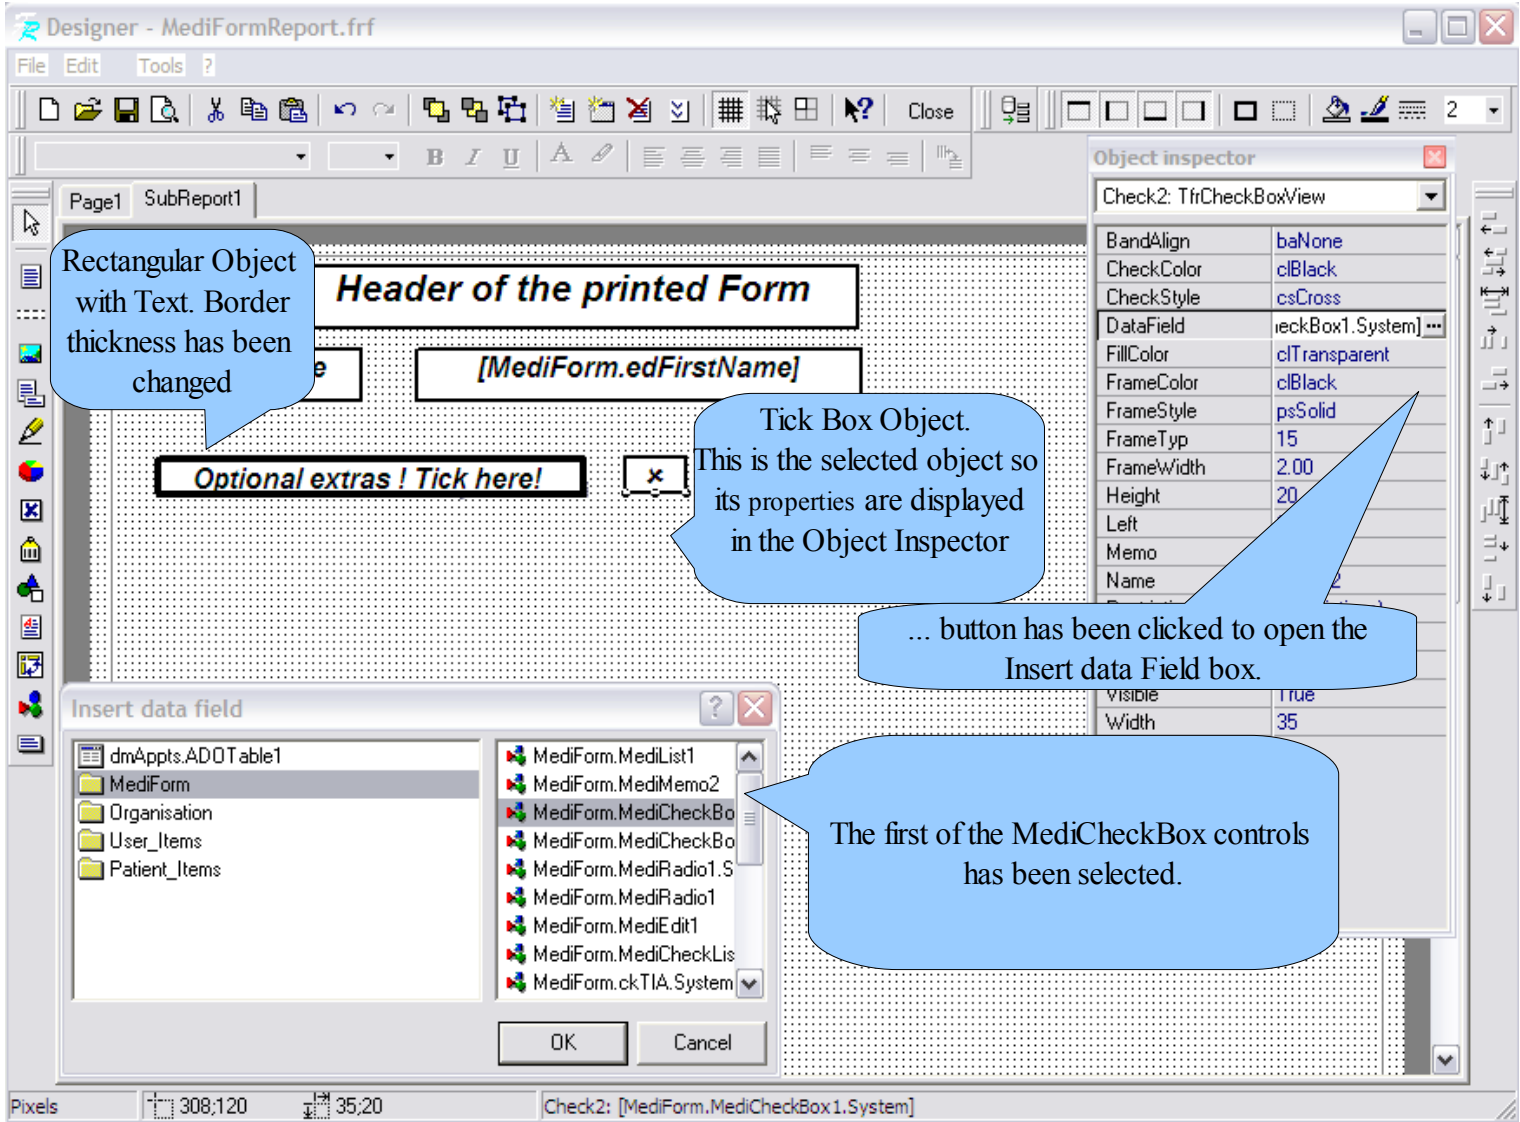 Designer - MediFormReport.frf
File Edit Tools ?
Close
2
B I U A
Object inspector
Check2: TfrCheckBoxView
Page1 SubReport1
BandAlign baNone
CheckColor clBlack
CheckStyle csCross
DataField eckBox1.System] ...
FillColor clTransparent
FrameColor clBlack
FrameStyle psSolid
FrameTyp 15
FrameWidth 2.00
Height 20
Left
Memo
Name 2
Visible True
Width 35
Rectangular Object
with Text. Border
thickness has been
changed
Header of the printed Form
e [MediForm.edFirstName]
Optional extras ! Tick here!
Tick Box Object.
This is the selected object so
its properties are displayed
in the Object Inspector
... button has been clicked to open the
Insert data Field box.
Insert data field
dmAppts.ADOTable1
MediForm
Organisation
User_Items
Patient_Items
MediForm.MediList1
MediForm.MediMemo2
MediForm.MediCheckBo
MediForm.MediCheckBo
MediForm.MediRadio1.S
MediForm.MediRadio1
MediForm.MediEdit1
MediForm.MediCheckLis
MediForm.ckTIA.System
The first of the MediCheckBox controls
has been selected.
OK Cancel
Pixels 308;120 35;20 Check2: [MediForm.MediCheckBox1.System]